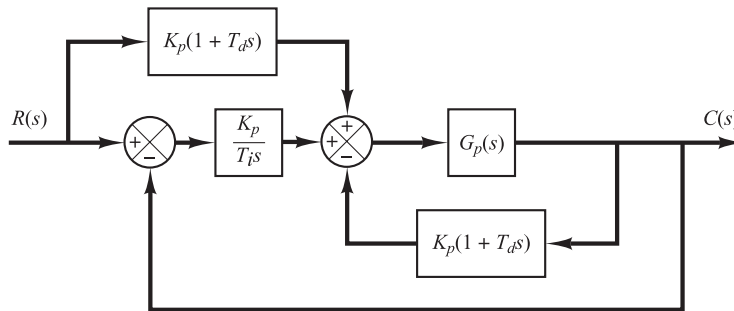 K_p(1 + T_d s)
R(s)
+
−
K_p
T_i s
+
+
−
G_p(s)
C(s)
K_p(1 + T_d s)